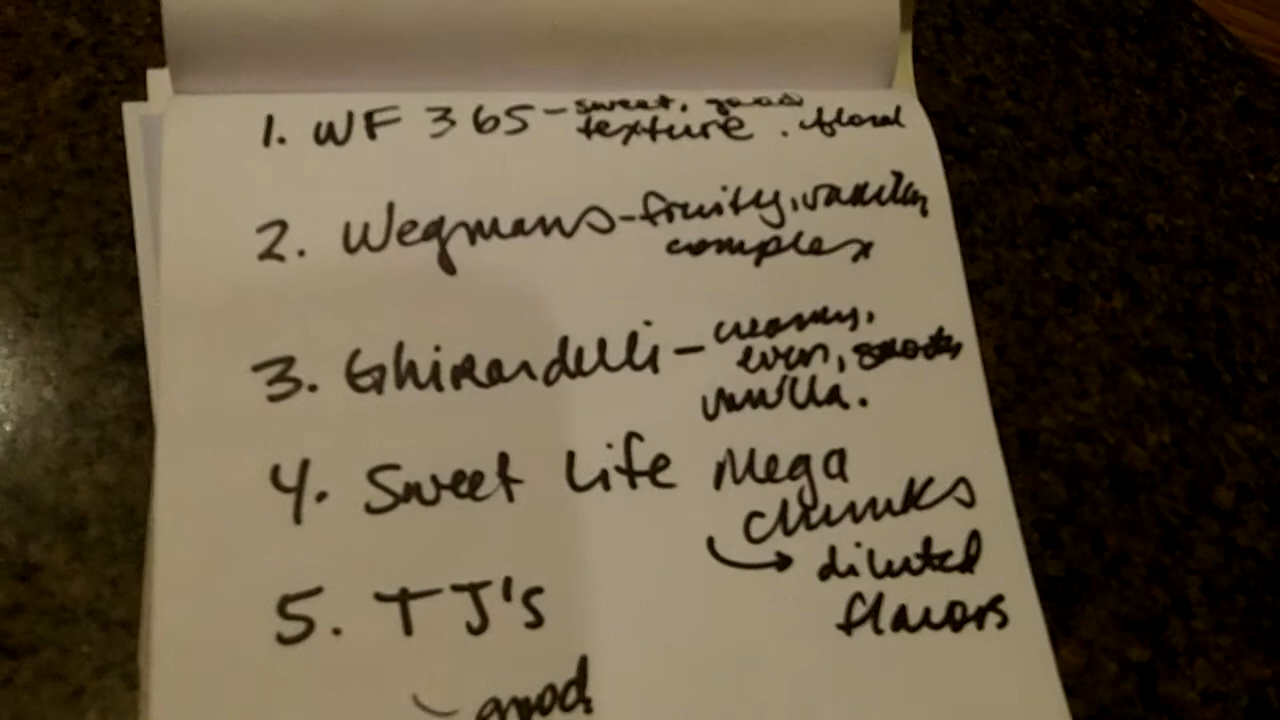 1. WF 365 - sweet, good
texture. floral
2. Wegmans - fruity, vanilla,
complex
3. Ghirardelli - creamy,
even, smooth
vanilla.
4. Sweet Life Mega
chunks
→ diluted
flavors
5. TJ's
- good